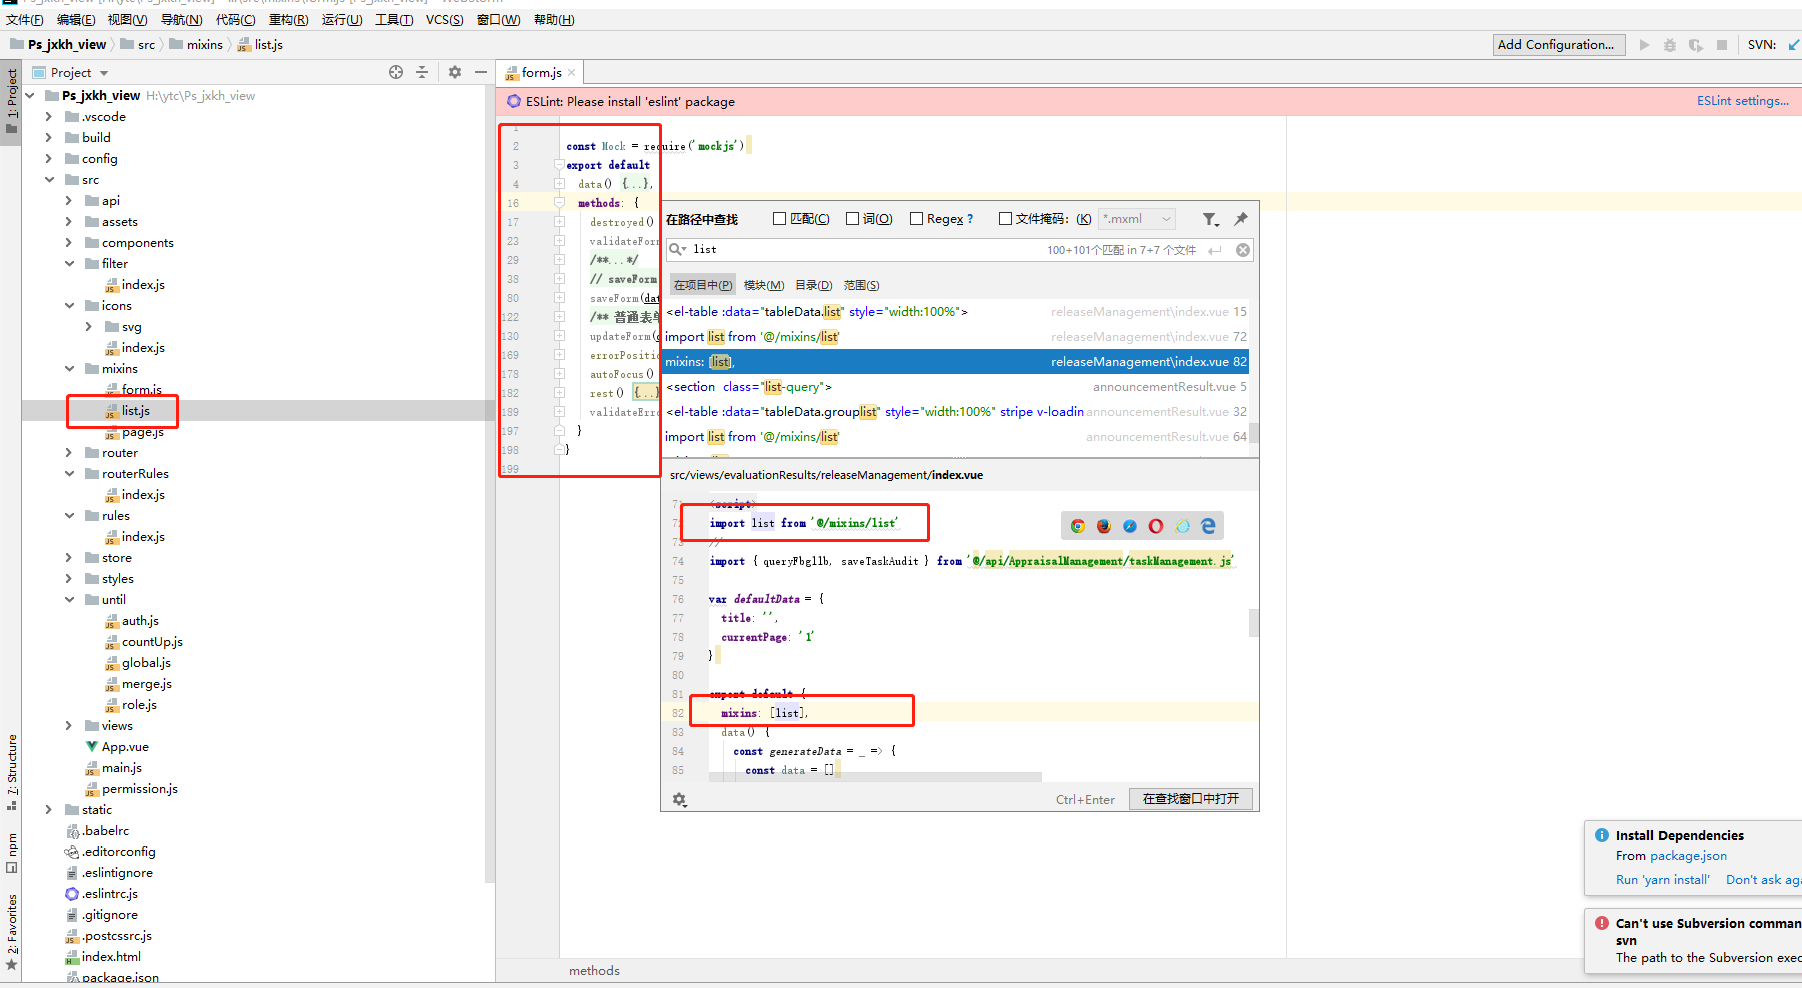 文件(F) 编辑(E) 视图(V) 导航(N) 代码(C) 重构(R) 运行(U) 工具(T) VCS(S) 窗口(W) 帮助(H)
Ps_jxkh_view src mixins list.js
Add Configuration... SVN:
1: Project
7: Structure
npm
2: Favorites
Project
Ps_jxkh_view H:\ytc\Ps_jxkh_view
.vscode
build
config
src
api
assets
components
filter
index.js
icons
svg
index.js
mixins
form.js
list.js
page.js
router
routerRules
index.js
rules
index.js
store
styles
until
auth.js
countUp.js
global.js
merge.js
role.js
views
App.vue
main.js
permission.js
static
.babelrc
.editorconfig
.eslintignore
.eslintrc.js
.gitignore
.postcssrc.js
index.html
package.json
form.js
ESLint: Please install 'eslint' package ESLint settings...
1
2 const Mock = require('mockjs')
3 export default
4 data() {...},
16 methods: {
17 destroyed()
23 validateForm
29 /**...*/
38 // saveForm
80 saveForm(dat
122 /** 普通表单
130 updateForm(
169 errorPositio
178 autoFocus()
182 rest() {...}
189 validateErro
197 }
198 }
199
在路径中查找 匹配(C) 词(O) Regex ? 文件掩码: (K) *.mxml
list 100+101个匹配 in 7+7 个文件
在项目中(P) 模块(M) 目录(D) 范围(S)
<el-table :data="tableData.list" style="width:100%"> releaseManagement\index.vue 15
import list from '@/mixins/list' releaseManagement\index.vue 72
mixins: [list], releaseManagement\index.vue 82
<section class="list-query"> announcementResult.vue 5
<el-table :data="tableData.grouplist" style="width:100%" stripe v-loadin announcementResult.vue 32
import list from '@/mixins/list' announcementResult.vue 64
src/views/evaluationResults/releaseManagement/index.vue
71 <script>
72 import list from '@/mixins/list'
73 //
74 import { queryFbgllb, saveTaskAudit } from '@/api/AppraisalManagement/taskManagement.js'
75
76 var defaultData = {
77 title: '',
78 currentPage: '1'
79 }
80
81 export default {
82 mixins: [list],
83 data() {
84 const generateData = _ => {
85 const data = []
Ctrl+Enter 在查找窗口中打开
methods
Install Dependencies
From package.json
Run 'yarn install' Don't ask aga
Can't use Subversion comman
svn
The path to the Subversion exec